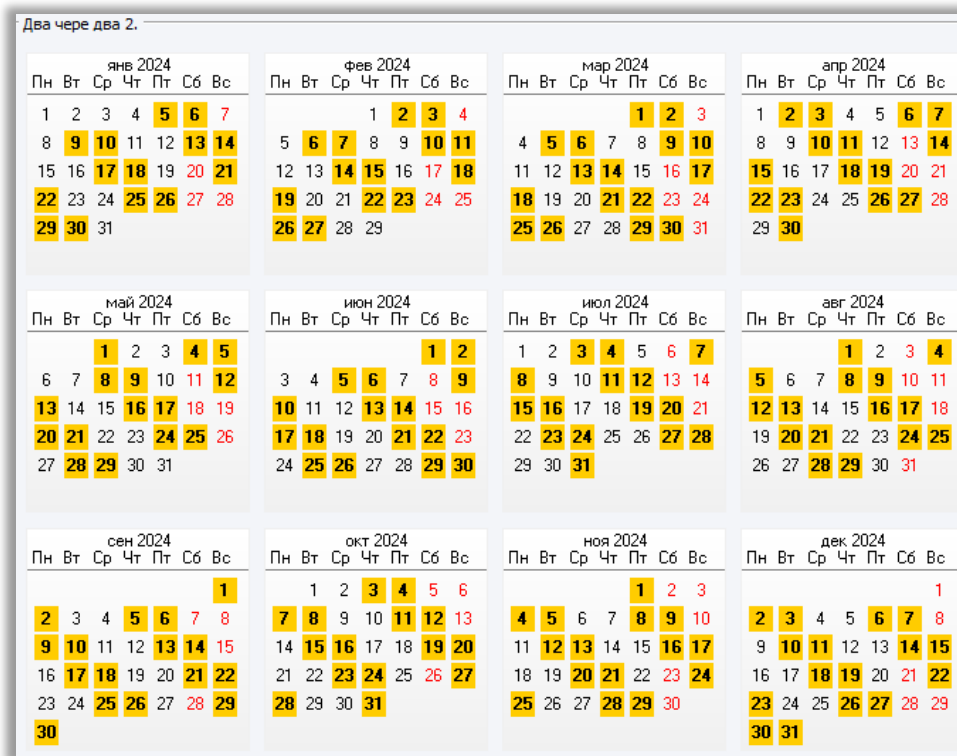 Два чере два 2.
янв 2024 фев 2024 мар 2024 апр 2024
Пн Вт Ср Чт Пт Сб Вс Пн Вт Ср Чт Пт Сб Вс Пн Вт Ср Чт Пт Сб Вс Пн Вт Ср Чт Пт Сб Вс
1 2 3 4 5 6 7 1 2 3 4 1 2 3 1 2 3 4 5 6 7
8 9 10 11 12 13 14 5 6 7 8 9 10 11 4 5 6 7 8 9 10 8 9 10 11 12 13 14
15 16 17 18 19 20 21 12 13 14 15 16 17 18 11 12 13 14 15 16 17 15 16 17 18 19 20 21
22 23 24 25 26 27 28 19 20 21 22 23 24 25 18 19 20 21 22 23 24 22 23 24 25 26 27 28
29 30 31 26 27 28 29 25 26 27 28 29 30 31 29 30
май 2024 июн 2024 июл 2024 авг 2024
Пн Вт Ср Чт Пт Сб Вс Пн Вт Ср Чт Пт Сб Вс Пн Вт Ср Чт Пт Сб Вс Пн Вт Ср Чт Пт Сб Вс
1 2 3 4 5 1 2 1 2 3 4 5 6 7 1 2 3 4
6 7 8 9 10 11 12 3 4 5 6 7 8 9 8 9 10 11 12 13 14 5 6 7 8 9 10 11
13 14 15 16 17 18 19 10 11 12 13 14 15 16 15 16 17 18 19 20 21 12 13 14 15 16 17 18
20 21 22 23 24 25 26 17 18 19 20 21 22 23 22 23 24 25 26 27 28 19 20 21 22 23 24 25
27 28 29 30 31 24 25 26 27 28 29 30 29 30 31 26 27 28 29 30 31
сен 2024 окт 2024 ноя 2024 дек 2024
Пн Вт Ср Чт Пт Сб Вс Пн Вт Ср Чт Пт Сб Вс Пн Вт Ср Чт Пт Сб Вс Пн Вт Ср Чт Пт Сб Вс
1 1 2 3 4 5 6 1 2 3 1
2 3 4 5 6 7 8 7 8 9 10 11 12 13 4 5 6 7 8 9 10 2 3 4 5 6 7 8
9 10 11 12 13 14 15 14 15 16 17 18 19 20 11 12 13 14 15 16 17 9 10 11 12 13 14 15
16 17 18 19 20 21 22 21 22 23 24 25 26 27 18 19 20 21 22 23 24 16 17 18 19 20 21 22
23 24 25 26 27 28 29 28 29 30 31 25 26 27 28 29 30 23 24 25 26 27 28 29
30 30 31